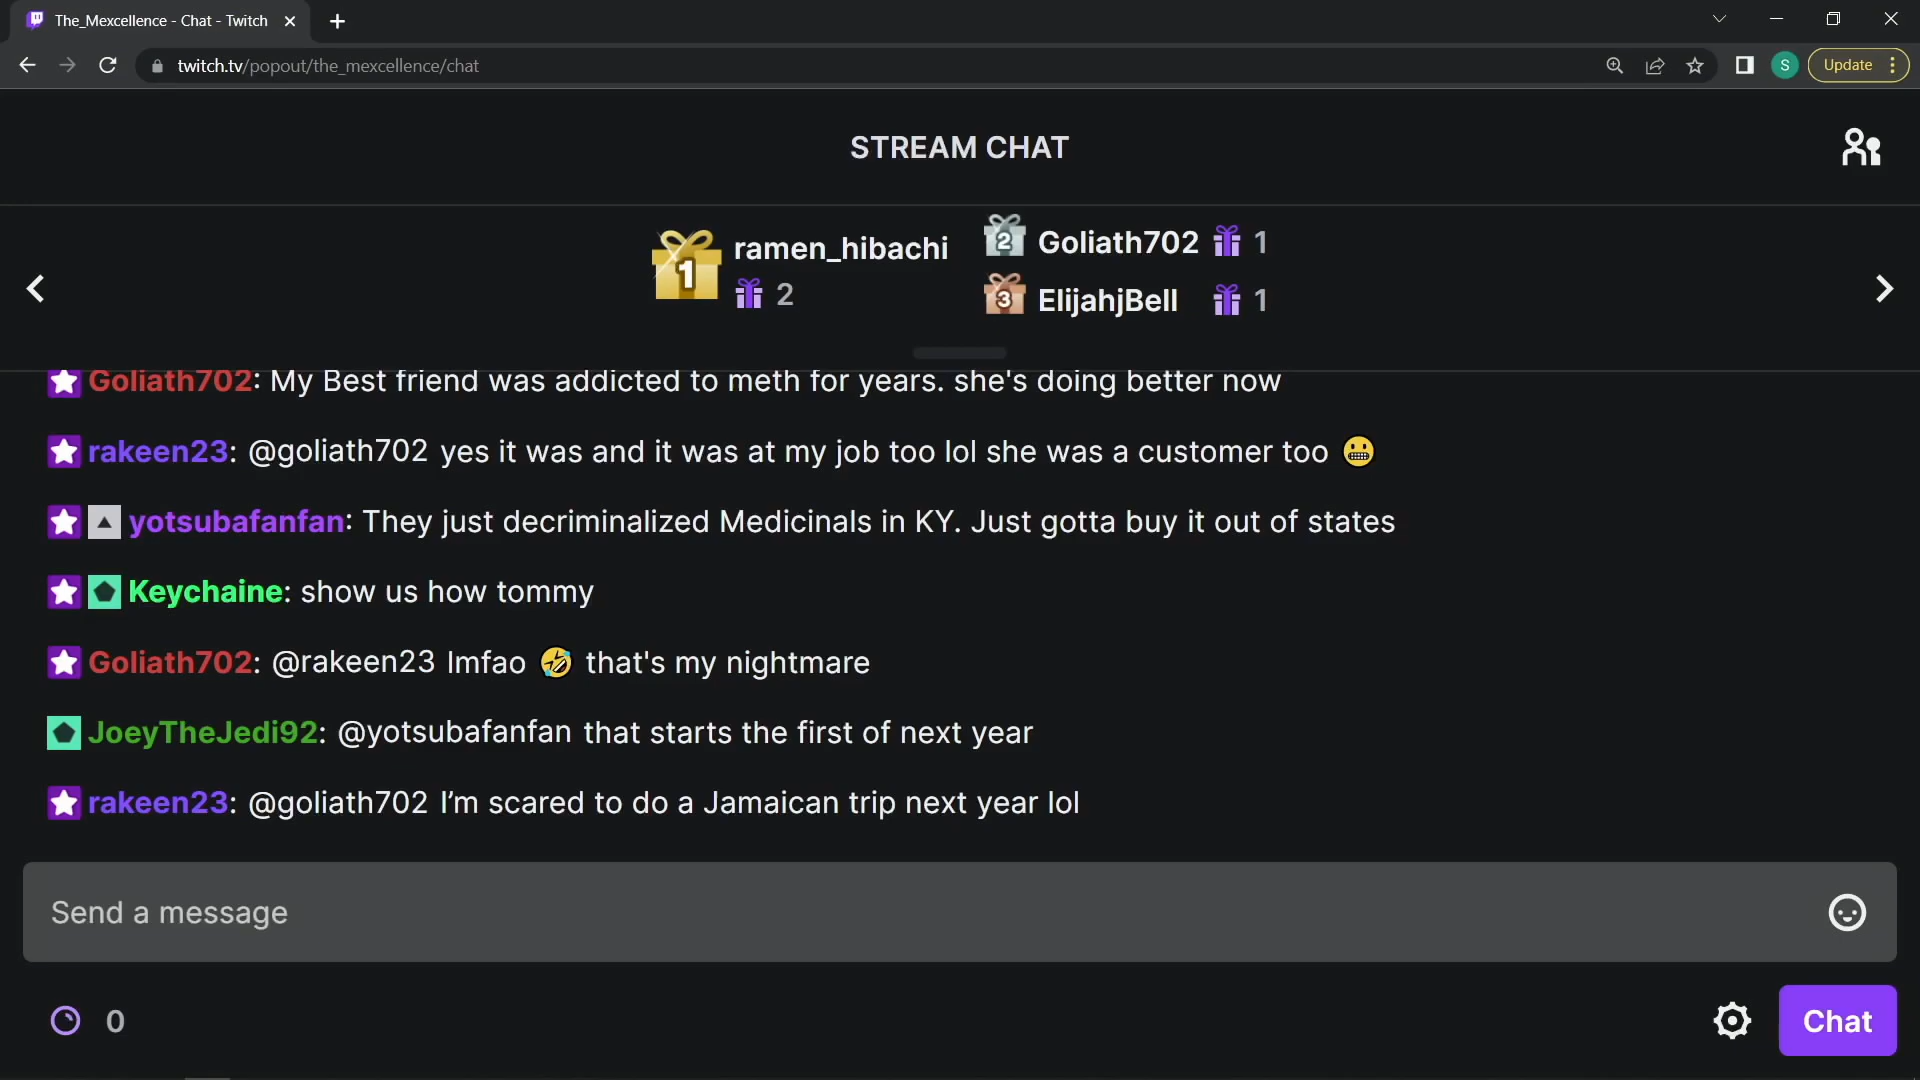 The_Mexcellence - Chat - Twitch
twitch.tv/popout/the_mexcellence/chat
S
Update
STREAM CHAT
1 ramen_hibachi
2
2 Goliath702 1
3 ElijahjBell 1
Goliath702: My Best friend was addicted to meth for years. she's doing better now
rakeen23: @goliath702 yes it was and it was at my job too lol she was a customer too 😬
yotsubafanfan: They just decriminalized Medicinals in KY. Just gotta buy it out of states
Keychaine: show us how tommy
Goliath702: @rakeen23 lmfao 🤣 that's my nightmare
JoeyTheJedi92: @yotsubafanfan that starts the first of next year
rakeen23: @goliath702 I'm scared to do a Jamaican trip next year lol
Send a message
0
Chat